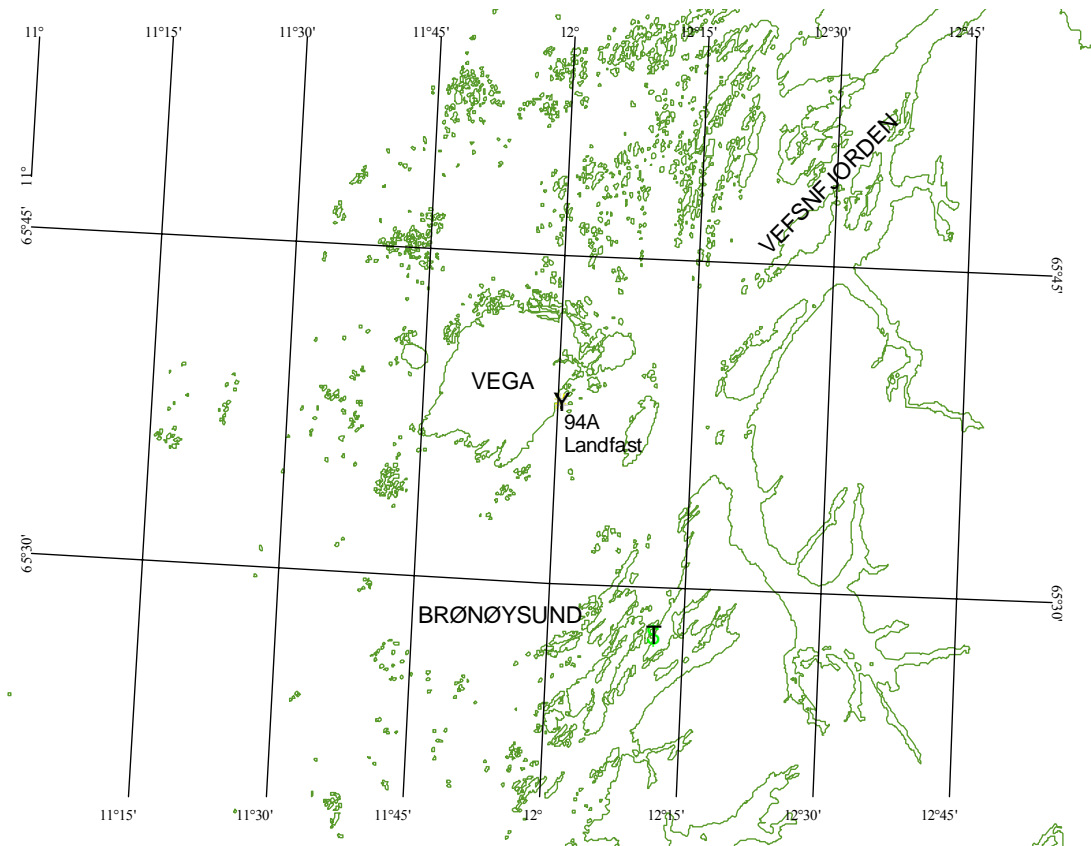 11° 11°15' 11°30' 11°45' 12° 12°15' 12°30' 12°45'
VEFSNFJORDEN
11°
65°45'
65°45'
VEGA
Y
94A
Landfast
65°30'
65°30'
BRØNØYSUND
T
11°15' 11°30' 11°45' 12° 12°15' 12°30' 12°45'